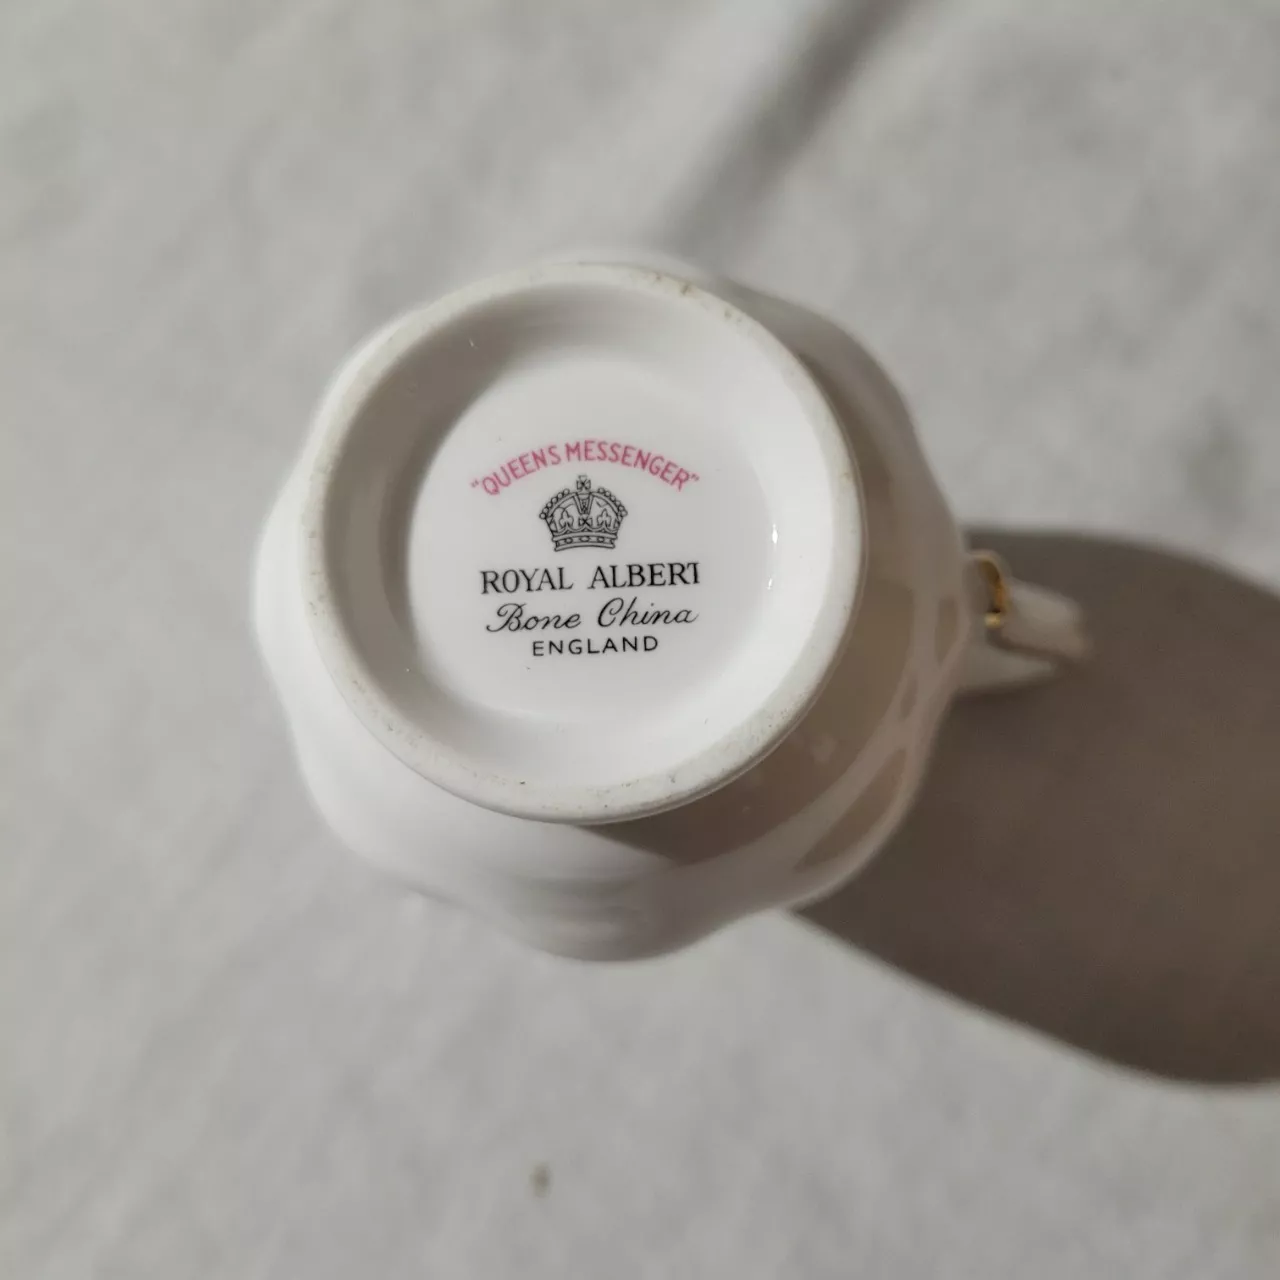 "QUEENS MESSENGER"
ROYAL ALBERT
Bone China
ENGLAND